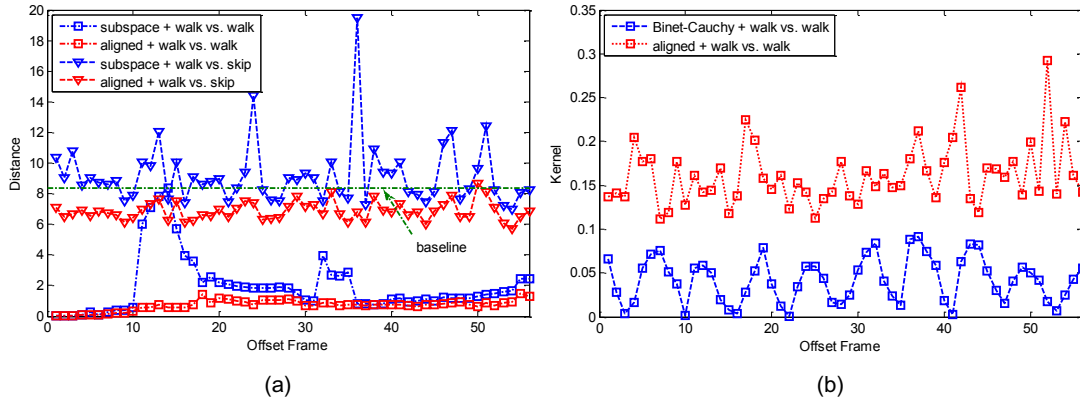 20
18
16
14
12
10
8
6
4
2
0
Distance
subspace + walk vs. walk
aligned + walk vs. walk
subspace + walk vs. skip
aligned + walk vs. skip
baseline
0 10 20 30 40 50
Offset Frame
(a)
0.35
0.3
0.25
0.2
0.15
0.1
0.05
0
Kernel
Binet-Cauchy + walk vs. walk
aligned + walk vs. walk
0 10 20 30 40 50
Offset Frame
(b)